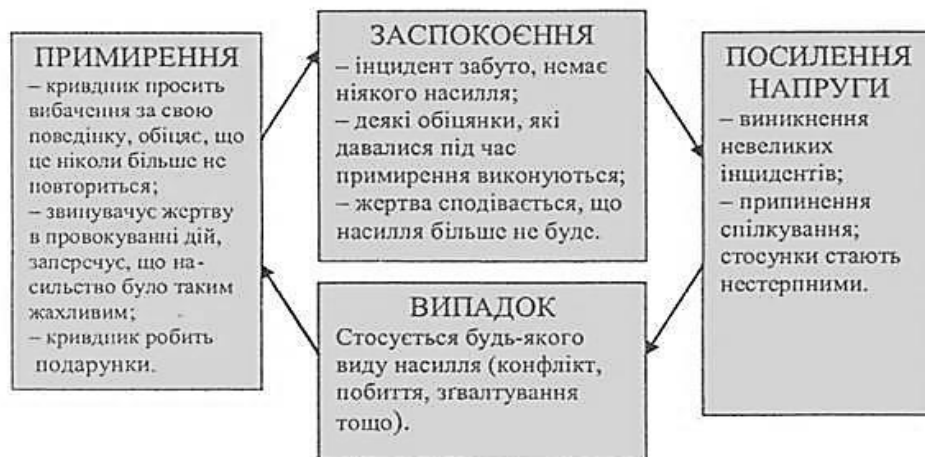 ПРИМИРЕННЯ
– кривдник просить
вибачення за свою
поведінку, обіцяє, що
це ніколи більше не
повториться;
– звинувачує жертву
в провокуванні дій,
заперечує, що на-
сильство було таким
жахливим;
– кривдник робить
подарунки.
ЗАСПОКОЄННЯ
– інцидент забуто, немає
ніякого насилля;
– деякі обіцянки, які
давалися під час
примирення виконуються;
– жертва сподівається, що
насилля більше не буде.
ПОСИЛЕННЯ
НАПРУГИ
– виникнення
невеликих
інцидентів;
– припинення
спілкування;
стосунки стають
нестерпними.
ВИПАДОК
Стосується будь-якого
виду насилля (конфлікт,
побиття, зґвалтування
тощо).